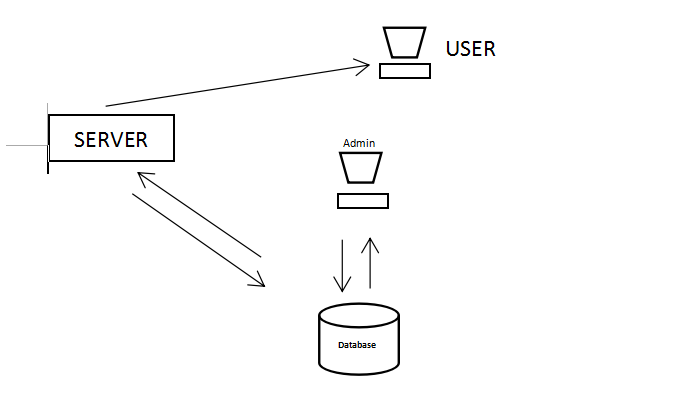 USER
SERVER
Admin
Database